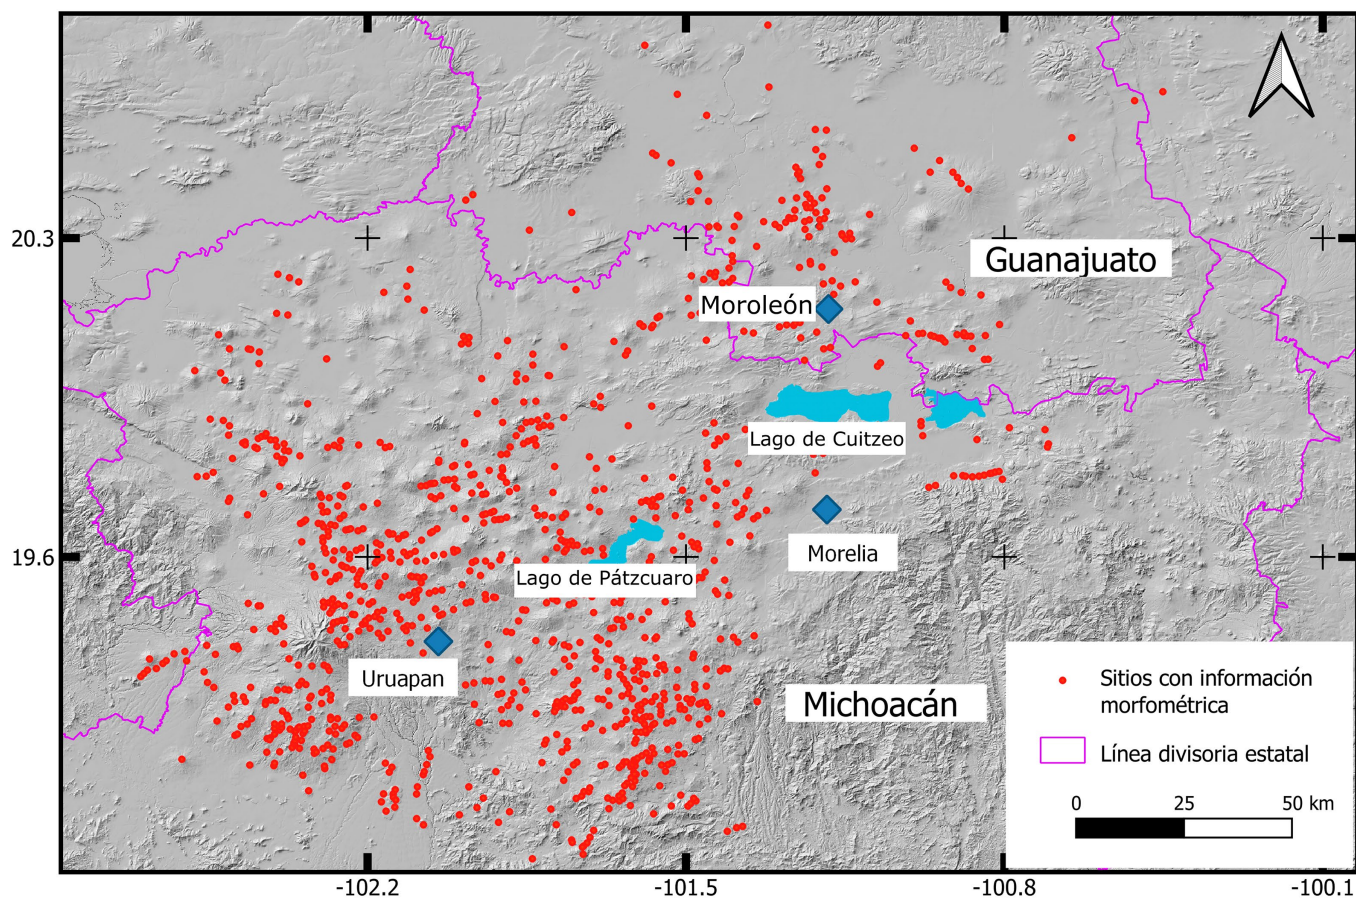 20.3
Guanajuato
Moroleón
Lago de Cuitzeo
19.6
Morelia
Lago de Pátzcuaro
Uruapan
Michoacán
Sitios con información
morfométrica
Línea divisoria estatal
0 25 50 km
-102.2 -101.5 -100.8 -100.1